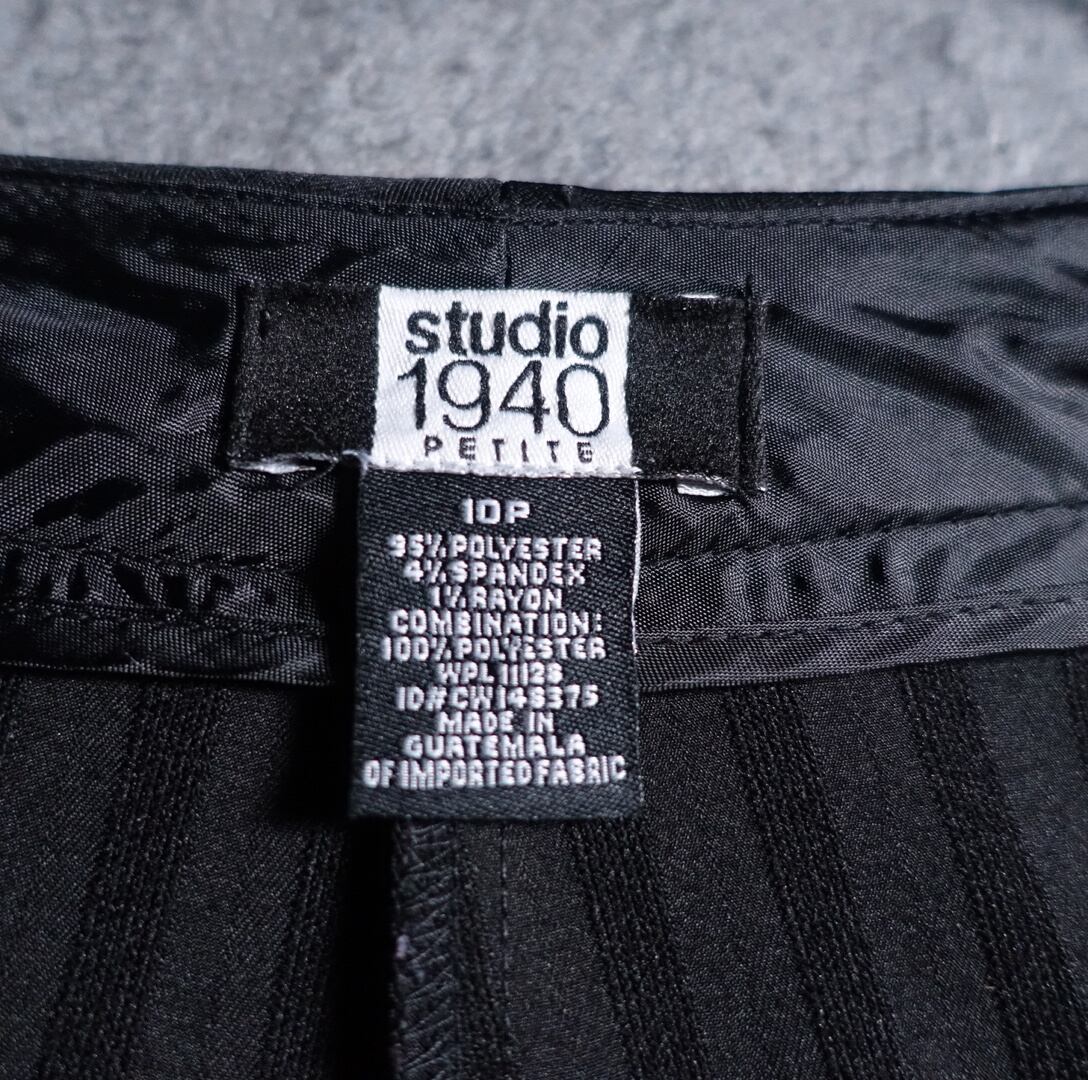 studio
1940
PETITE
10P
95% POLYESTER
4% SPANDEX
1% RAYON
COMBINATION:
100% POLYESTER
WPL 11128
ID# CW148375
MADE IN
GUATEMALA
OF IMPORTED FABRIC